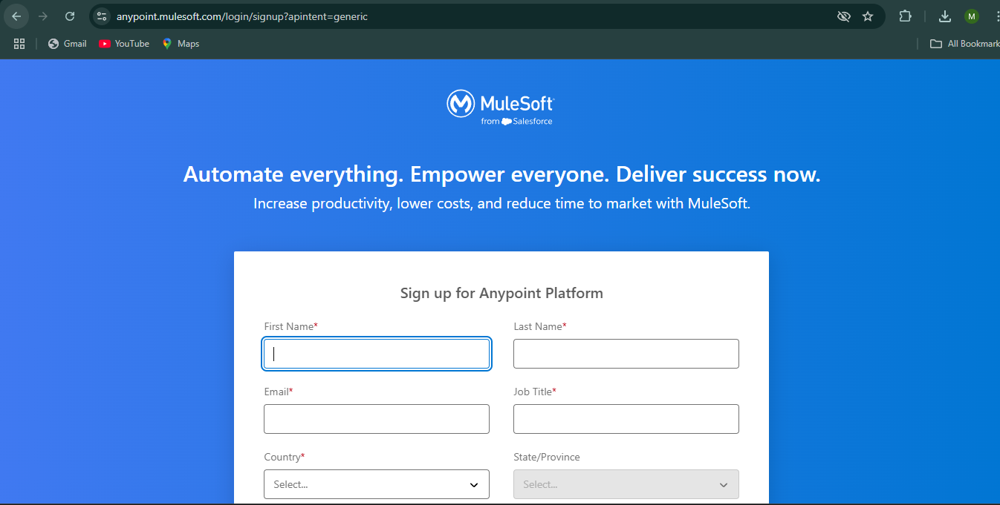 anypoint.mulesoft.com/login/signup?apintent=generic
M
Gmail YouTube Maps All Bookmark
MuleSoft
from Salesforce
Automate everything. Empower everyone. Deliver success now.
Increase productivity, lower costs, and reduce time to market with MuleSoft.
Sign up for Anypoint Platform
First Name* Last Name*
Email* Job Title*
Country* State/Province
Select... Select...